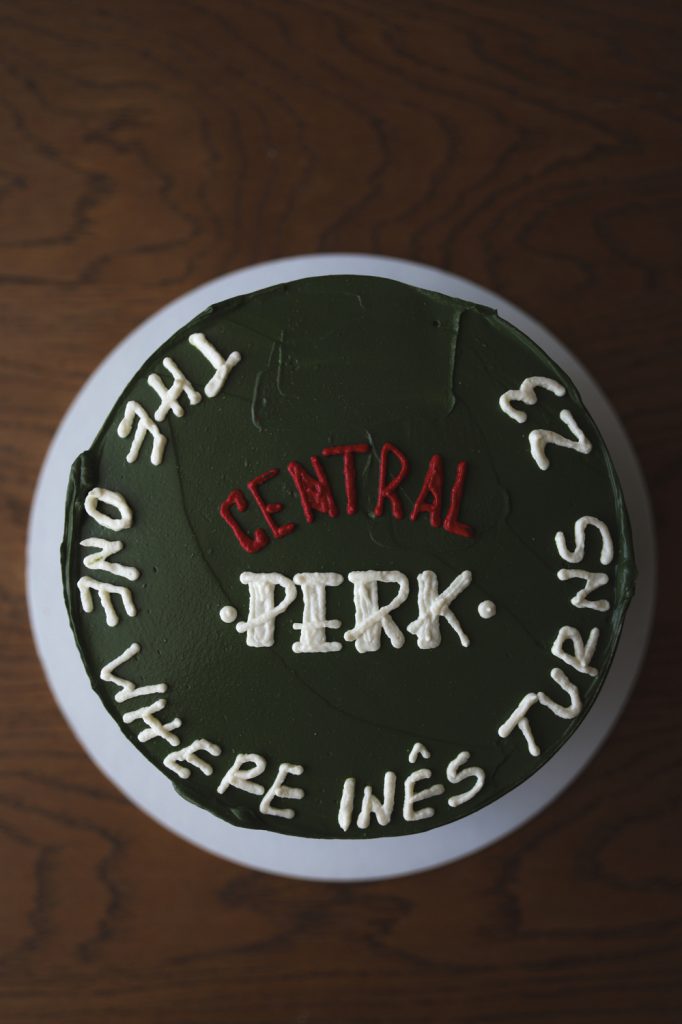 CENTRAL
·PERK·
THE ONE WHERE INÊS TURNS 23